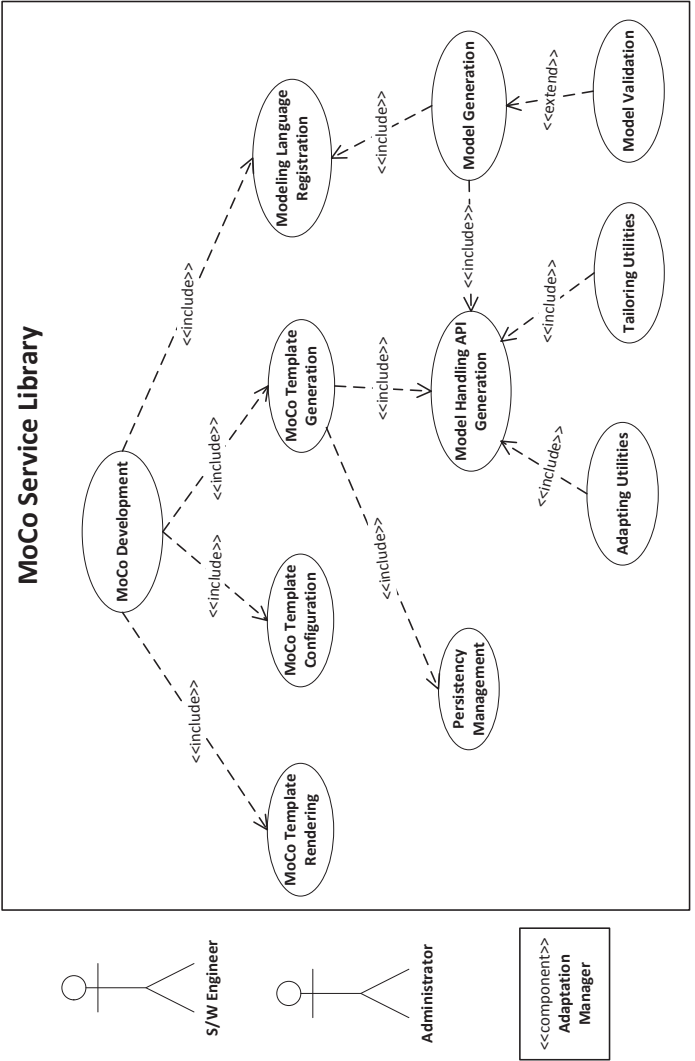 MoCo Service Library
S/W Engineer
Administrator
<<component>>
Adaptation
Manager
MoCo Development
<<include>>
<<include>>
<<include>>
<<include>>
MoCo Template
Rendering
MoCo Template
Configuration
MoCo Template
Generation
Modeling Language
Registration
<<include>>
<<include>>
<<include>>
Persistency
Management
Model Handling API
Generation
<<include>>
Model Generation
<<include>>
<<include>>
<<extend>>
Adapting Utilities
Tailoring Utilities
Model Validation